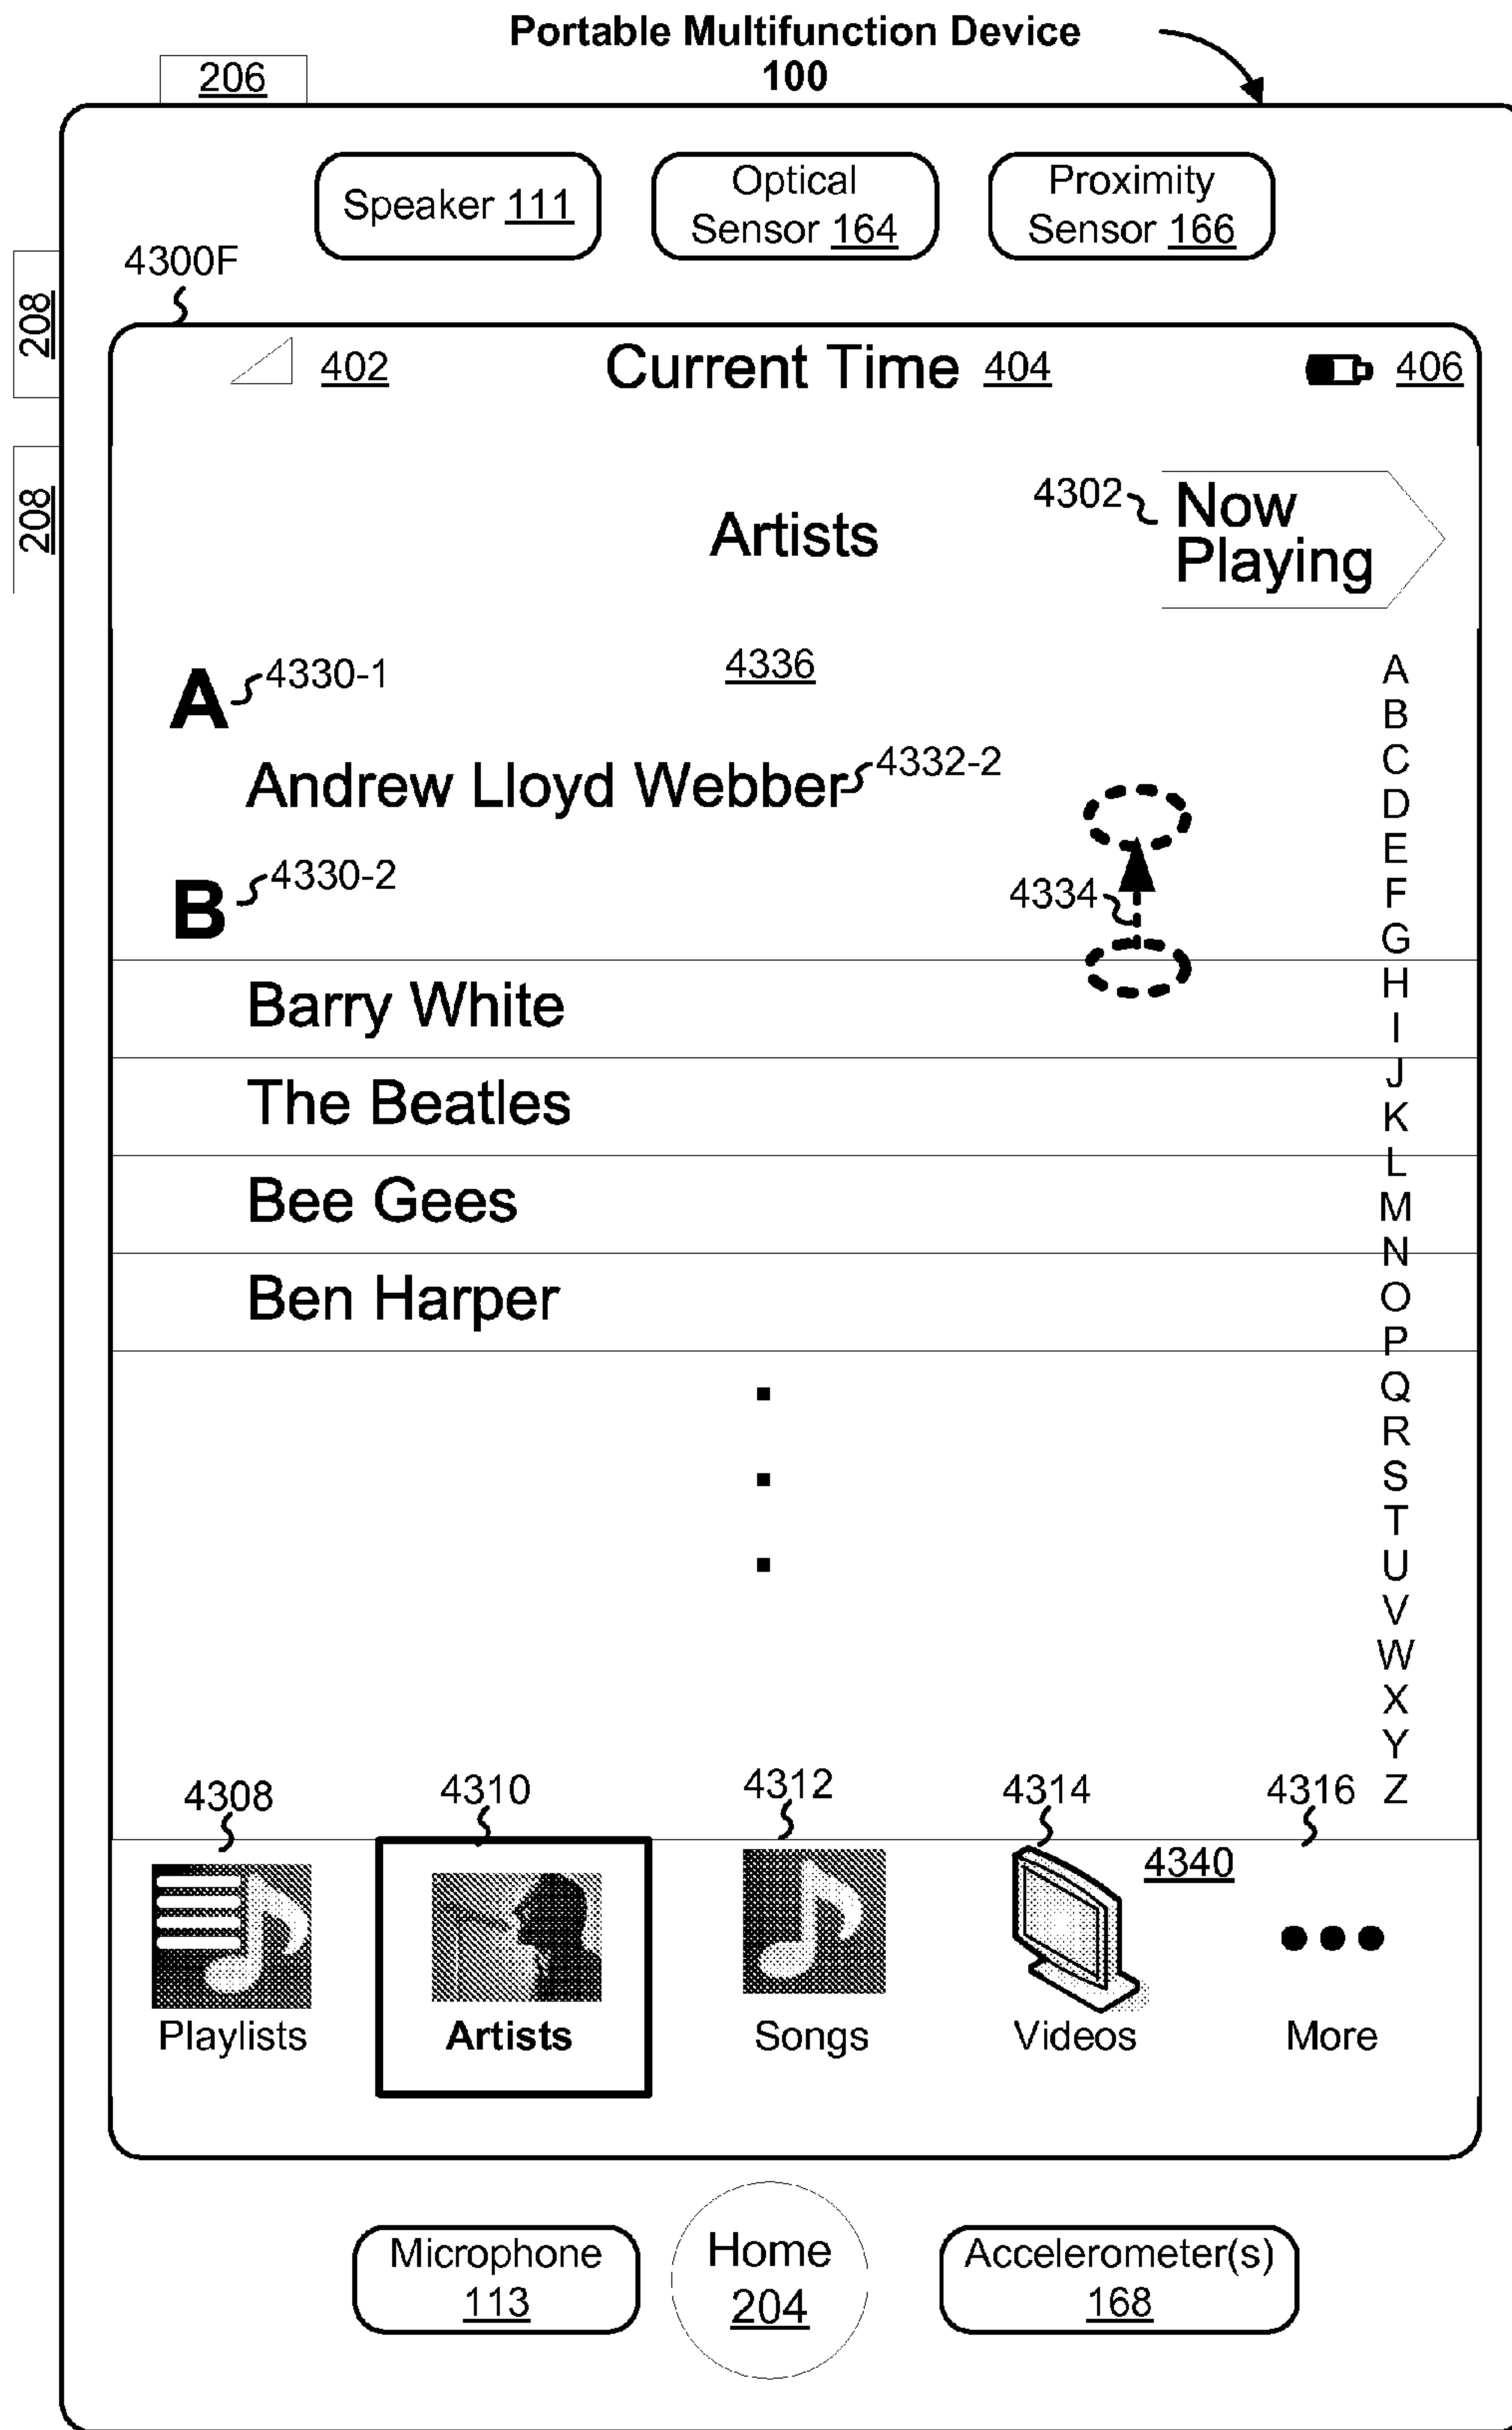 Portable Multifunction Device
100
206
Speaker 111
Optical
Sensor 164
Proximity
Sensor 166
4300F
208
208
402
Current Time 404
406
4302
Now
Playing
Artists
A
4330-1
4336
Andrew Lloyd Webber
4332-2
B
4330-2
4334
Barry White
The Beatles
Bee Gees
Ben Harper
A
B
C
D
E
F
G
H
I
J
K
L
M
N
O
P
Q
R
S
T
U
V
W
X
Y
Z
4308
4310
4312
4314
4316
4340
Playlists
Artists
Songs
Videos
More
Microphone
113
Home
204
Accelerometer(s)
168